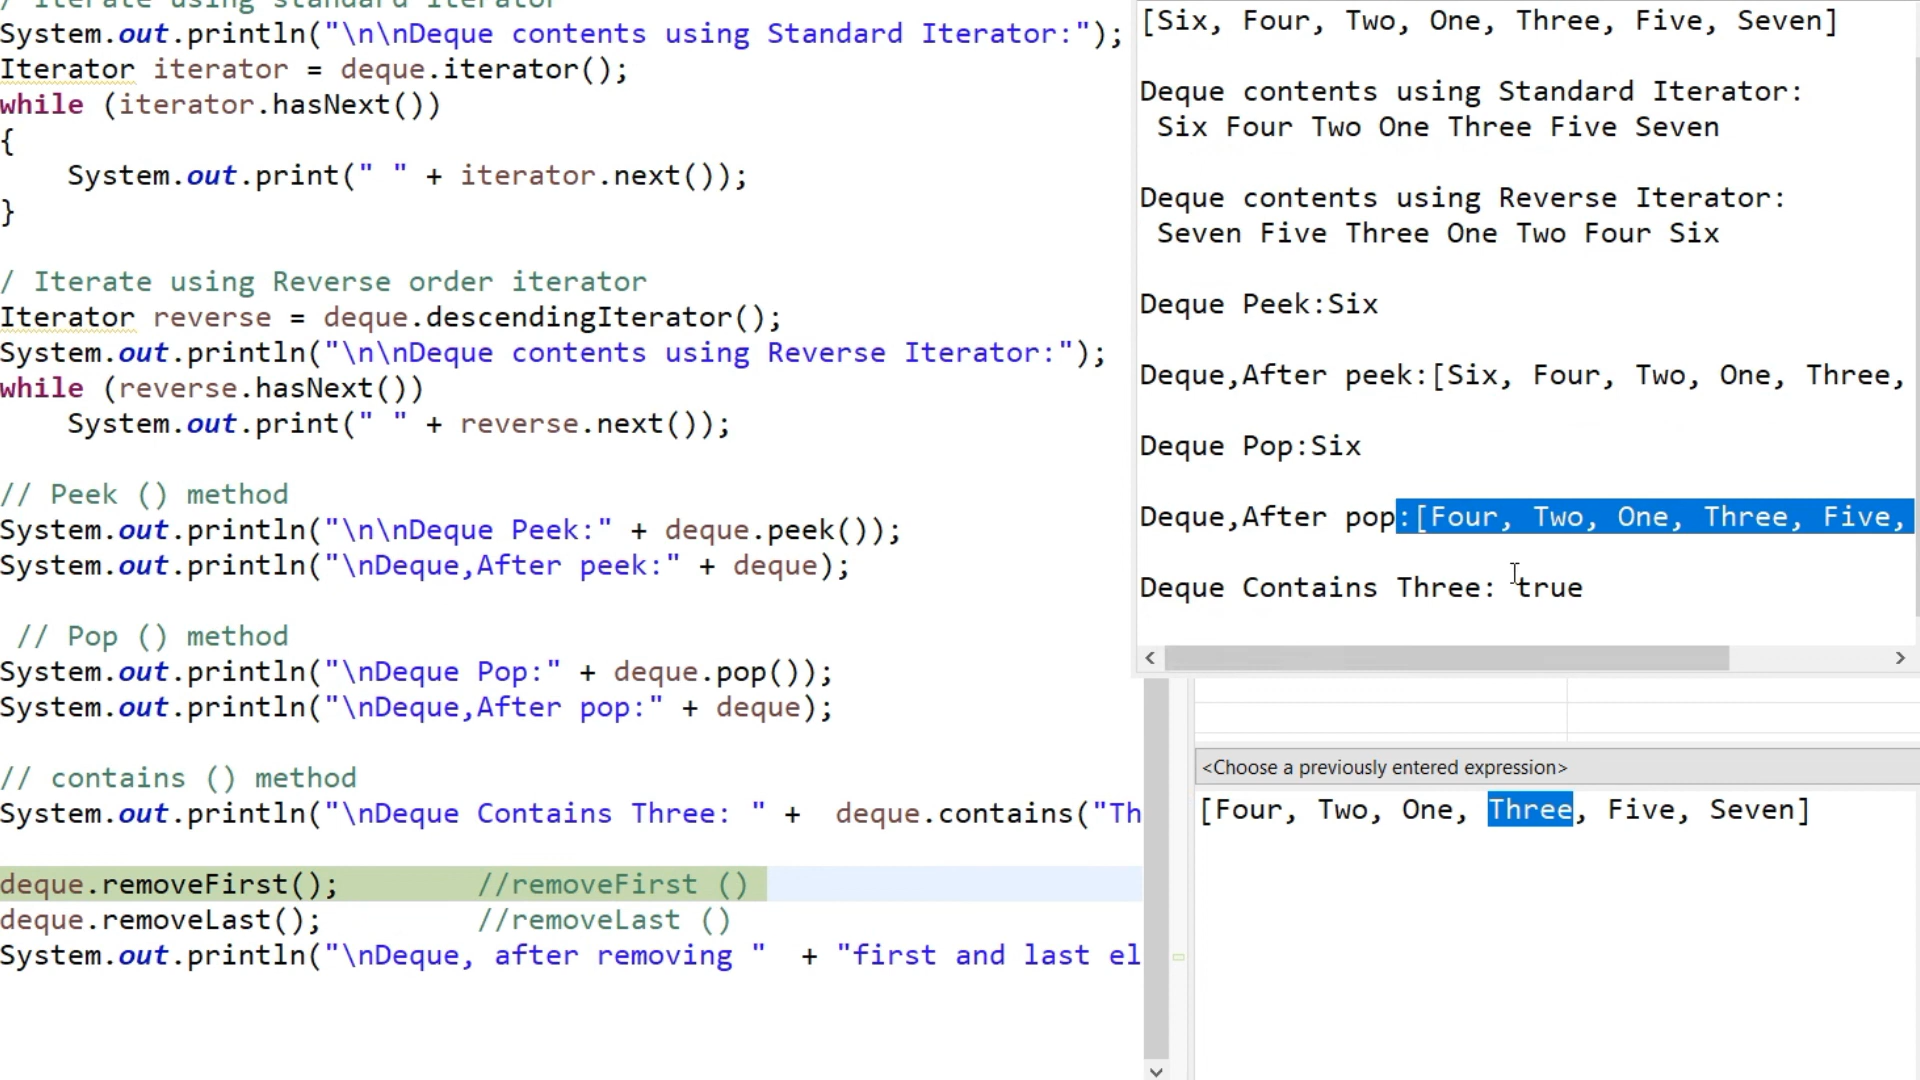 / Iterate using standard iterator
System.out.println("\n\nDeque contents using Standard Iterator:");
Iterator iterator = deque.iterator();
while (iterator.hasNext())
{
    System.out.print(" " + iterator.next());
}
/ Iterate using Reverse order iterator
Iterator reverse = deque.descendingIterator();
System.out.println("\n\nDeque contents using Reverse Iterator:");
while (reverse.hasNext())
    System.out.print(" " + reverse.next());
// Peek () method
System.out.println("\n\nDeque Peek:" + deque.peek());
System.out.println("\nDeque,After peek:" + deque);
// Pop () method
System.out.println("\nDeque Pop:" + deque.pop());
System.out.println("\nDeque,After pop:" + deque);
// contains () method
System.out.println("\nDeque Contains Three: " +  deque.contains("Th
deque.removeFirst();        //removeFirst ()
deque.removeLast();         //removeLast ()
System.out.println("\nDeque, after removing "  + "first and last el
[Six, Four, Two, One, Three, Five, Seven]
Deque contents using Standard Iterator:
 Six Four Two One Three Five Seven
Deque contents using Reverse Iterator:
 Seven Five Three One Two Four Six
Deque Peek:Six
Deque,After peek:[Six, Four, Two, One, Three,
Deque Pop:Six
Deque,After pop:[Four, Two, One, Three, Five,
Deque Contains Three: true
<Choose a previously entered expression>
[Four, Two, One, Three, Five, Seven]